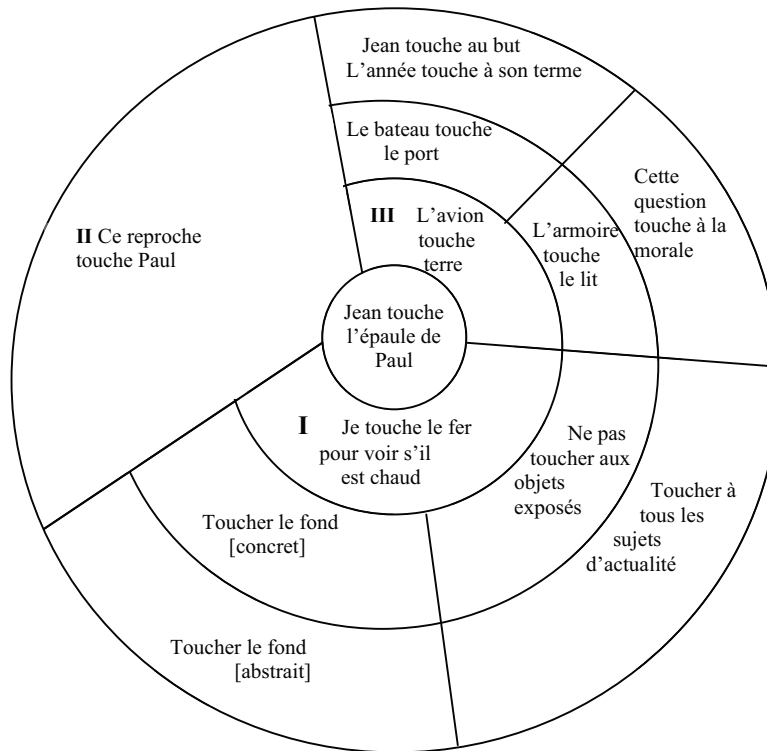 Jean touche au but
L’année touche à son terme
Le bateau touche
le port
Cette
question
touche à la
morale
III L’avion
touche
terre
L’armoire
touche
le lit
II Ce reproche
touche Paul
Jean touche
l’épaule de
Paul
I Je touche le fer
pour voir s’il
est chaud
Ne pas
toucher aux
objets
exposés
Toucher à
tous les
sujets
d’actualité
Toucher le fond
[concret]
Toucher le fond
[abstrait]